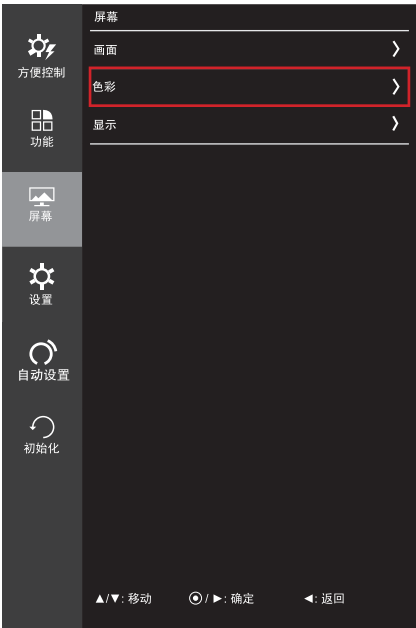 屏幕
画面
色彩
显示
方便控制
功能
屏幕
设置
自动设置
初始化
▲/▼: 移动 ◉/ ►: 确定 ◄: 返回